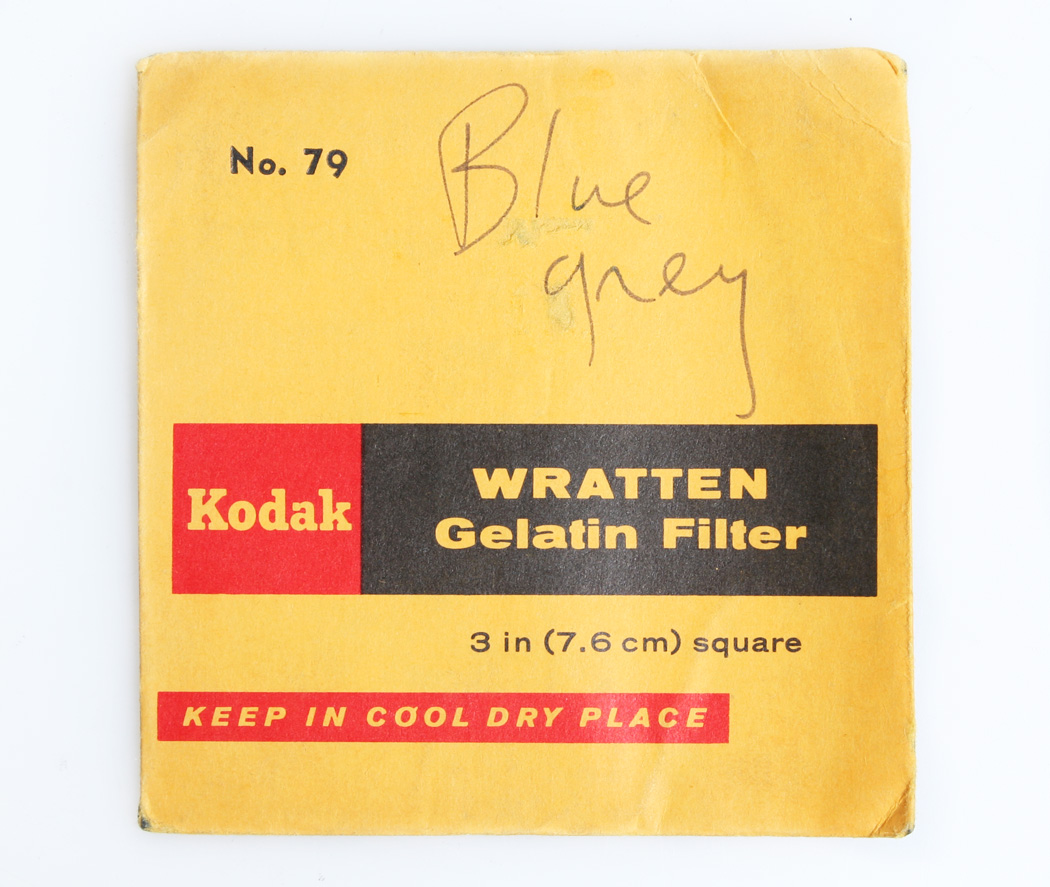 No. 79
Blue
grey
Kodak
WRATTEN
Gelatin Filter
3 in (7.6 cm) square
KEEP IN COOL DRY PLACE